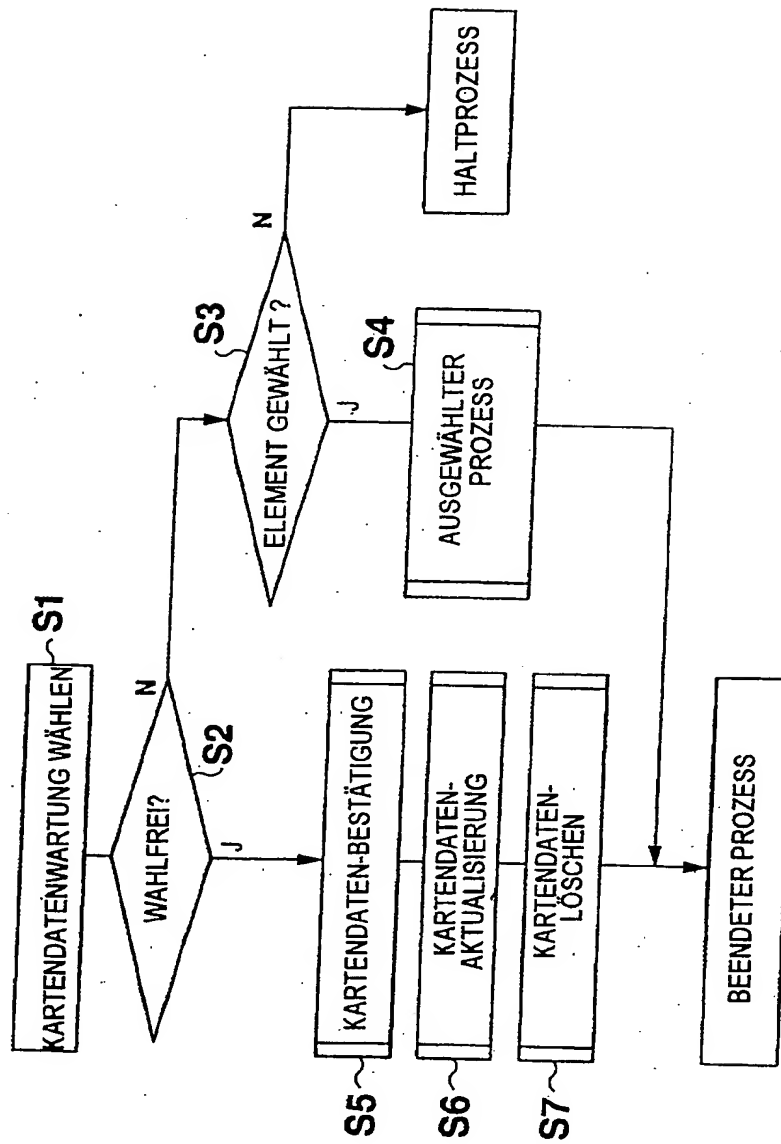 S1
KARTENDATENWARTUNG WÄHLEN
WAHLFREI?
S2
N
J
S3
ELEMENT GEWÄHLT ?
N
J
S4
AUSGEWÄHLTER
PROZESS
HALTPROZESS
S5
KARTENDATEN-BESTÄTIGUNG
S6
KARTENDATEN-
AKTUALISIERUNG
S7
KARTENDATEN-
LÖSCHEN
BEENDETER PROZESS